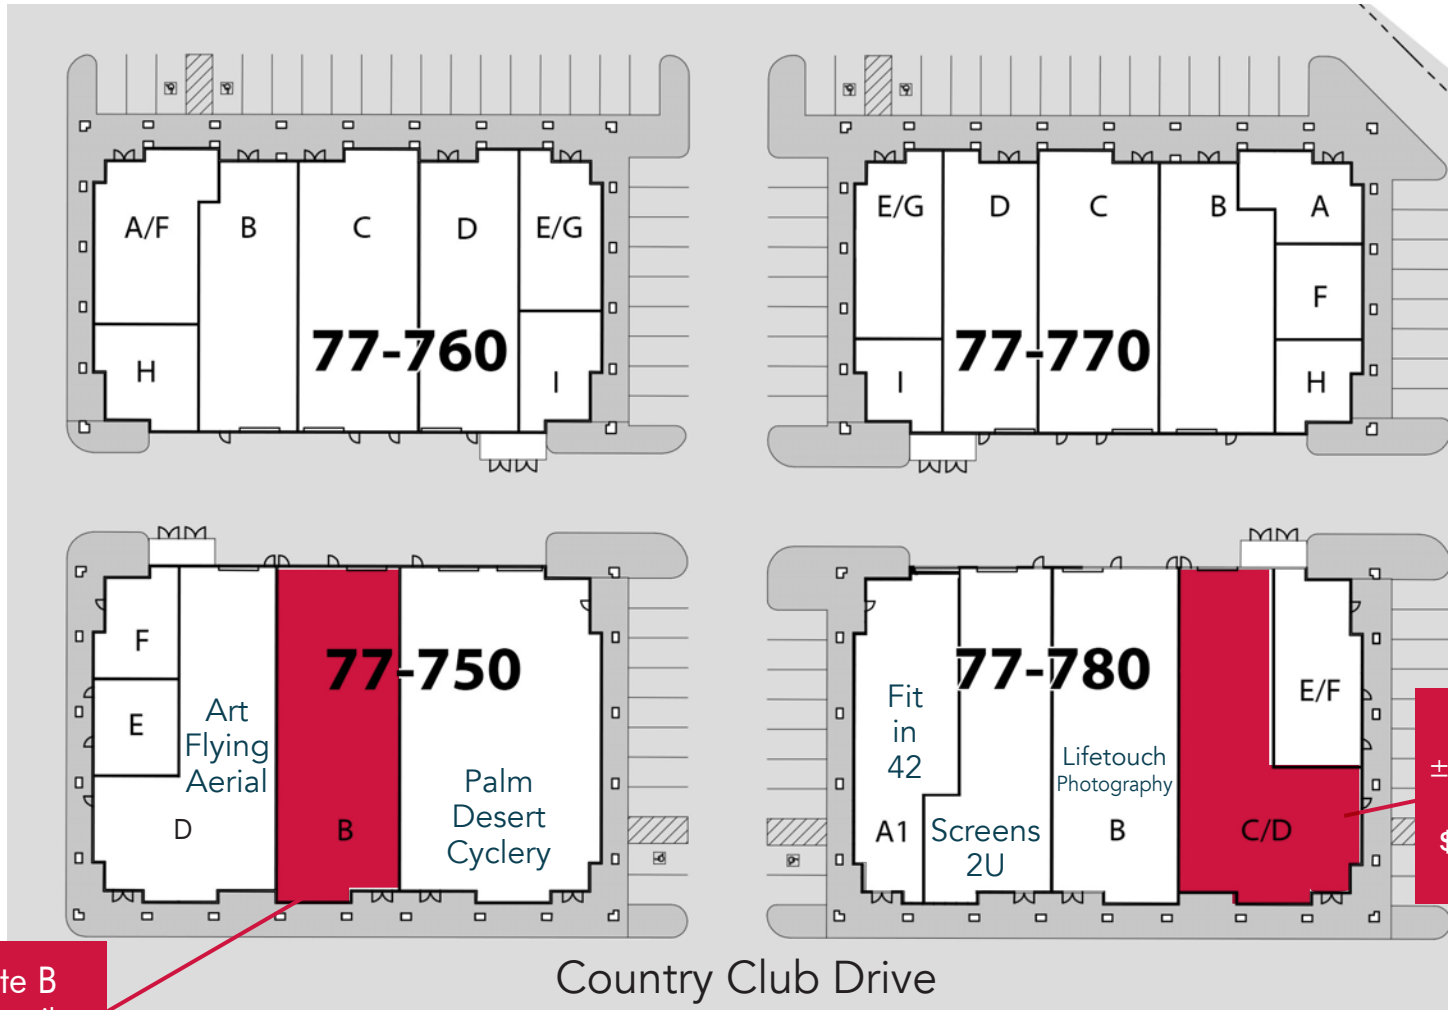 A/F
B
C
D
E/G
77-760
H
I
E/G
D
C
B
A
F
77-770
I
H
F
E
D
Art
Flying
Aerial
77-750
B
Palm
Desert
Cyclery
77-780
Fit
in
42
A1
Screens
2U
Lifetouch
Photography
B
E/F
C/D
±
$
te B
Country Club Drive